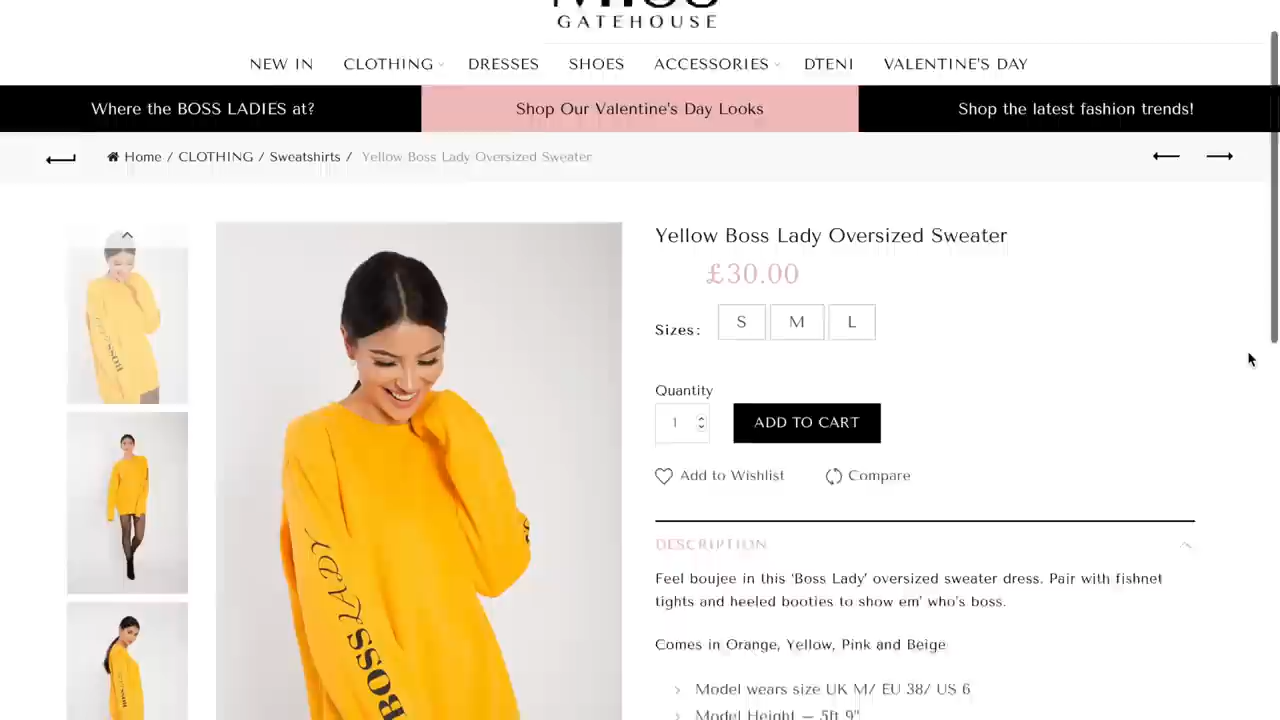 GATEHOUSE
NEW IN CLOTHING DRESSES SHOES ACCESSORIES DTENI VALENTINE'S DAY
Where the BOSS LADIES at? Shop Our Valentine's Day Looks Shop the latest fashion trends!
Home / CLOTHING / Sweatshirts / Yellow Boss Lady Oversized Sweater
Yellow Boss Lady Oversized Sweater
£30.00
Sizes: S M L
Quantity
1 ADD TO CART
Add to Wishlist Compare
DESCRIPTION
Feel boujee in this ‘Boss Lady’ oversized sweater dress. Pair with fishnet
tights and heeled booties to show em’ who’s boss.
Comes in Orange, Yellow, Pink and Beige
Model wears size UK M/ EU 38/ US 6
Model Height – 5ft 9"
BOSS LADY